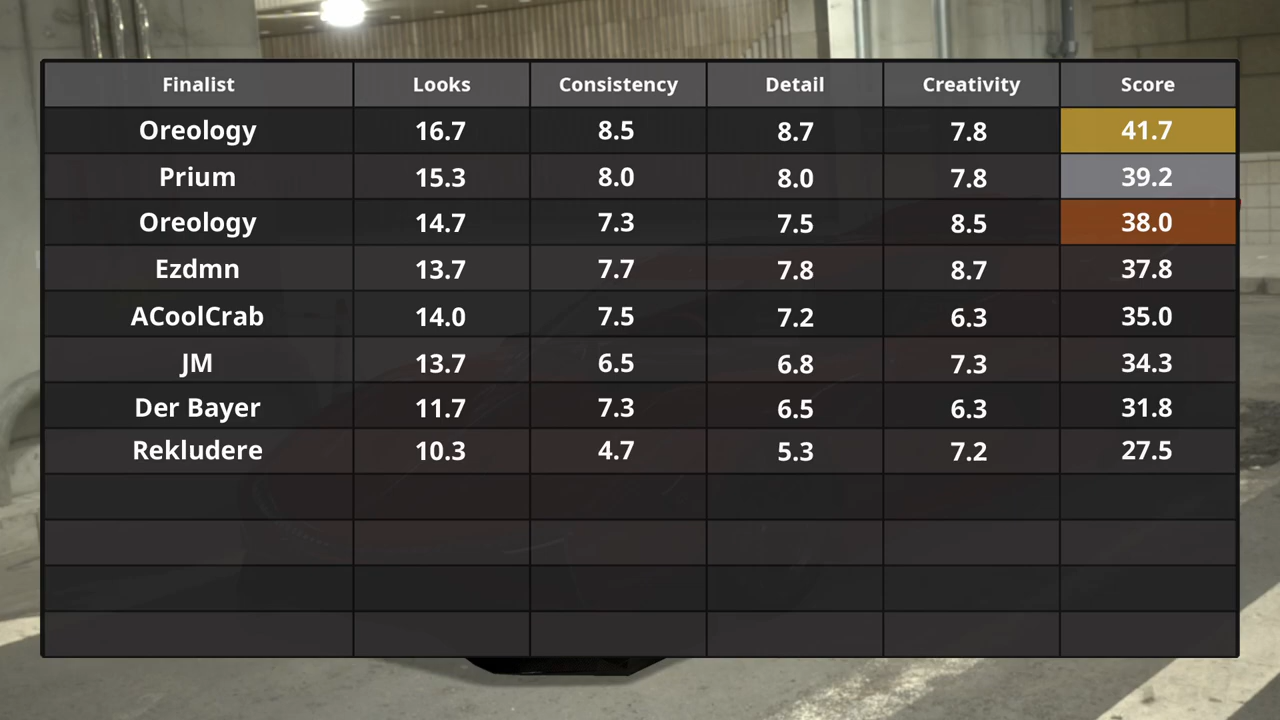 Finalist Looks Consistency Detail Creativity Score
Oreology 16.7 8.5 8.7 7.8 41.7
Prium 15.3 8.0 8.0 7.8 39.2
Oreology 14.7 7.3 7.5 8.5 38.0
Ezdmn 13.7 7.7 7.8 8.7 37.8
ACoolCrab 14.0 7.5 7.2 6.3 35.0
JM 13.7 6.5 6.8 7.3 34.3
Der Bayer 11.7 7.3 6.5 6.3 31.8
Rekludere 10.3 4.7 5.3 7.2 27.5